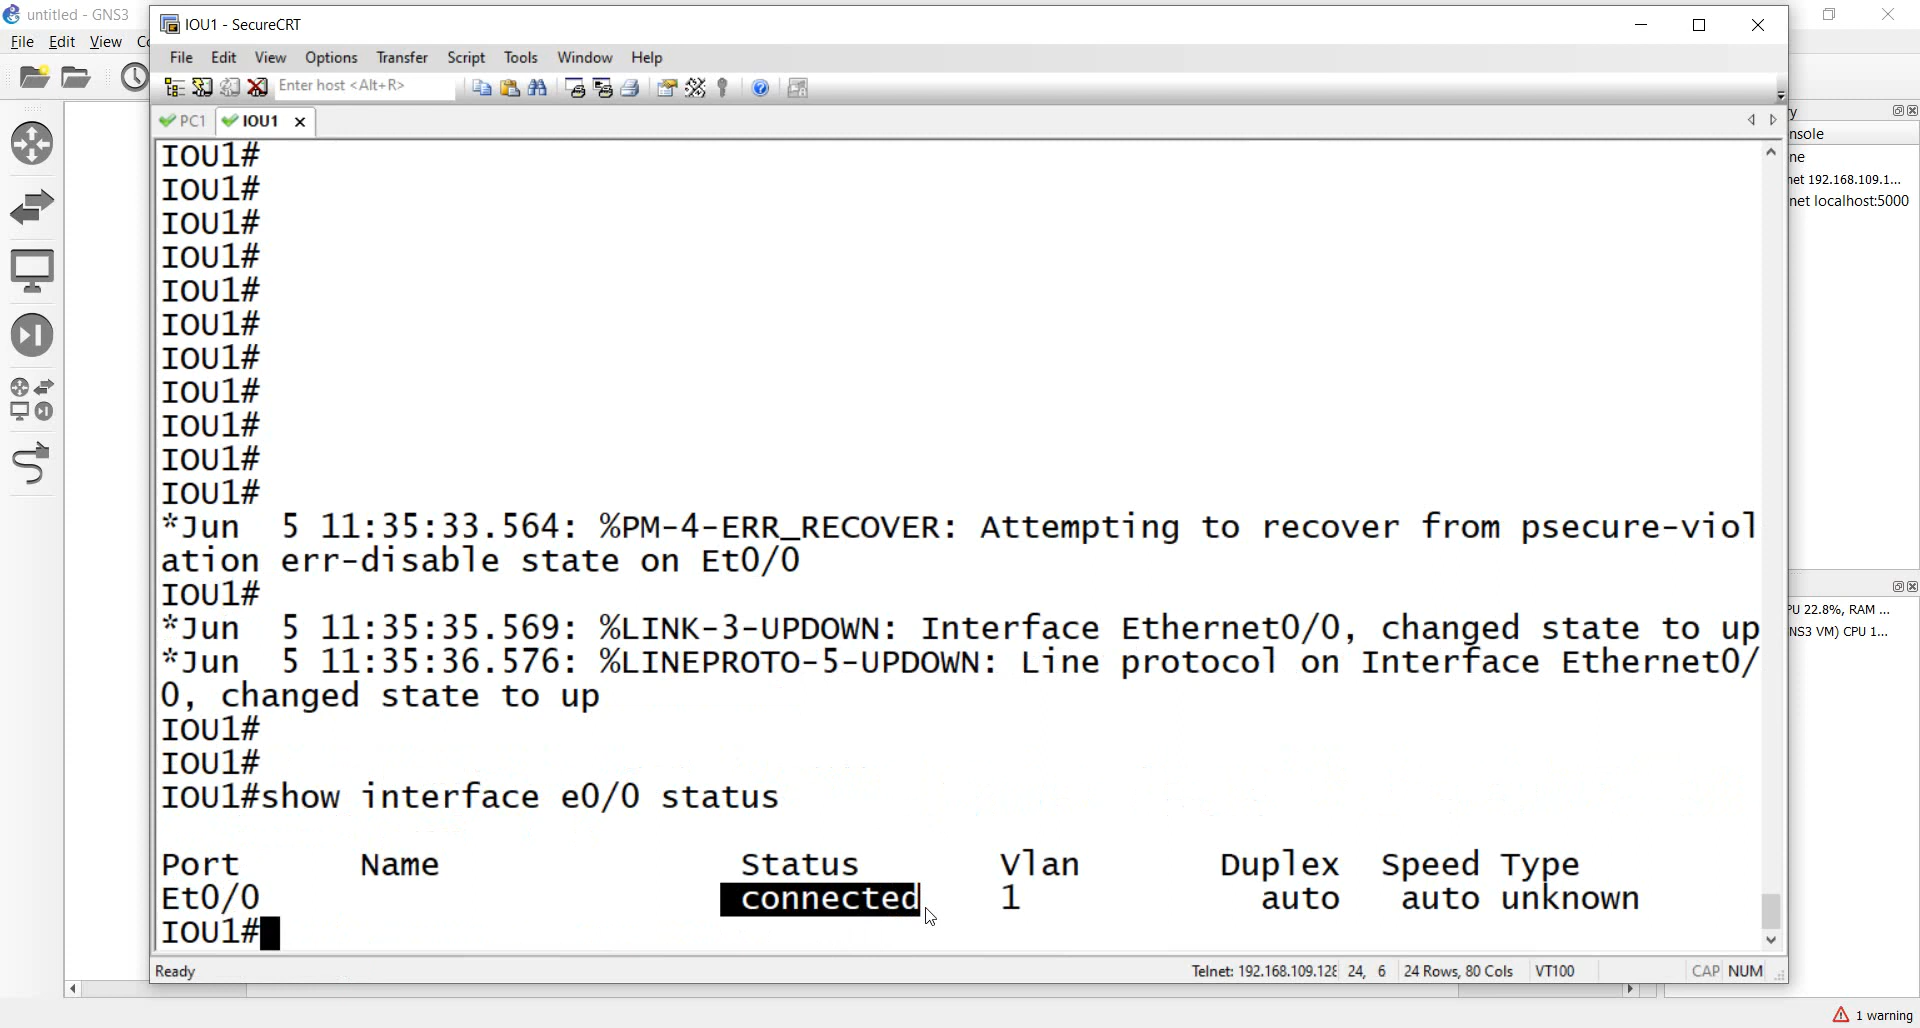 untitled - GNS3
IOU1 - SecureCRT
File Edit View
File Edit View Options Transfer Script Tools Window Help
Enter host <Alt+R>
PC1 IOU1
IOU1#
IOU1#
IOU1#
IOU1#
IOU1#
IOU1#
IOU1#
IOU1#
IOU1#
IOU1#
IOU1#
*Jun  5 11:35:33.564: %PM-4-ERR_RECOVER: Attempting to recover from psecure-viol
ation err-disable state on Et0/0
IOU1#
*Jun  5 11:35:35.569: %LINK-3-UPDOWN: Interface Ethernet0/0, changed state to up
*Jun  5 11:35:36.576: %LINEPROTO-5-UPDOWN: Line protocol on Interface Ethernet0/
0, changed state to up
IOU1#
IOU1#
IOU1#show interface e0/0 status
Port Name Status Vlan Duplex Speed Type
Et0/0 connected 1 auto auto unknown
IOU1#
Ready Telnet: 192.168.109.128 24, 6 24 Rows, 80 Cols VT100 CAP NUM
y
nsole
ne
net 192.168.109.1...
net localhost:5000
PU 22.8%, RAM ...
NS3 VM) CPU 1...
1 warning